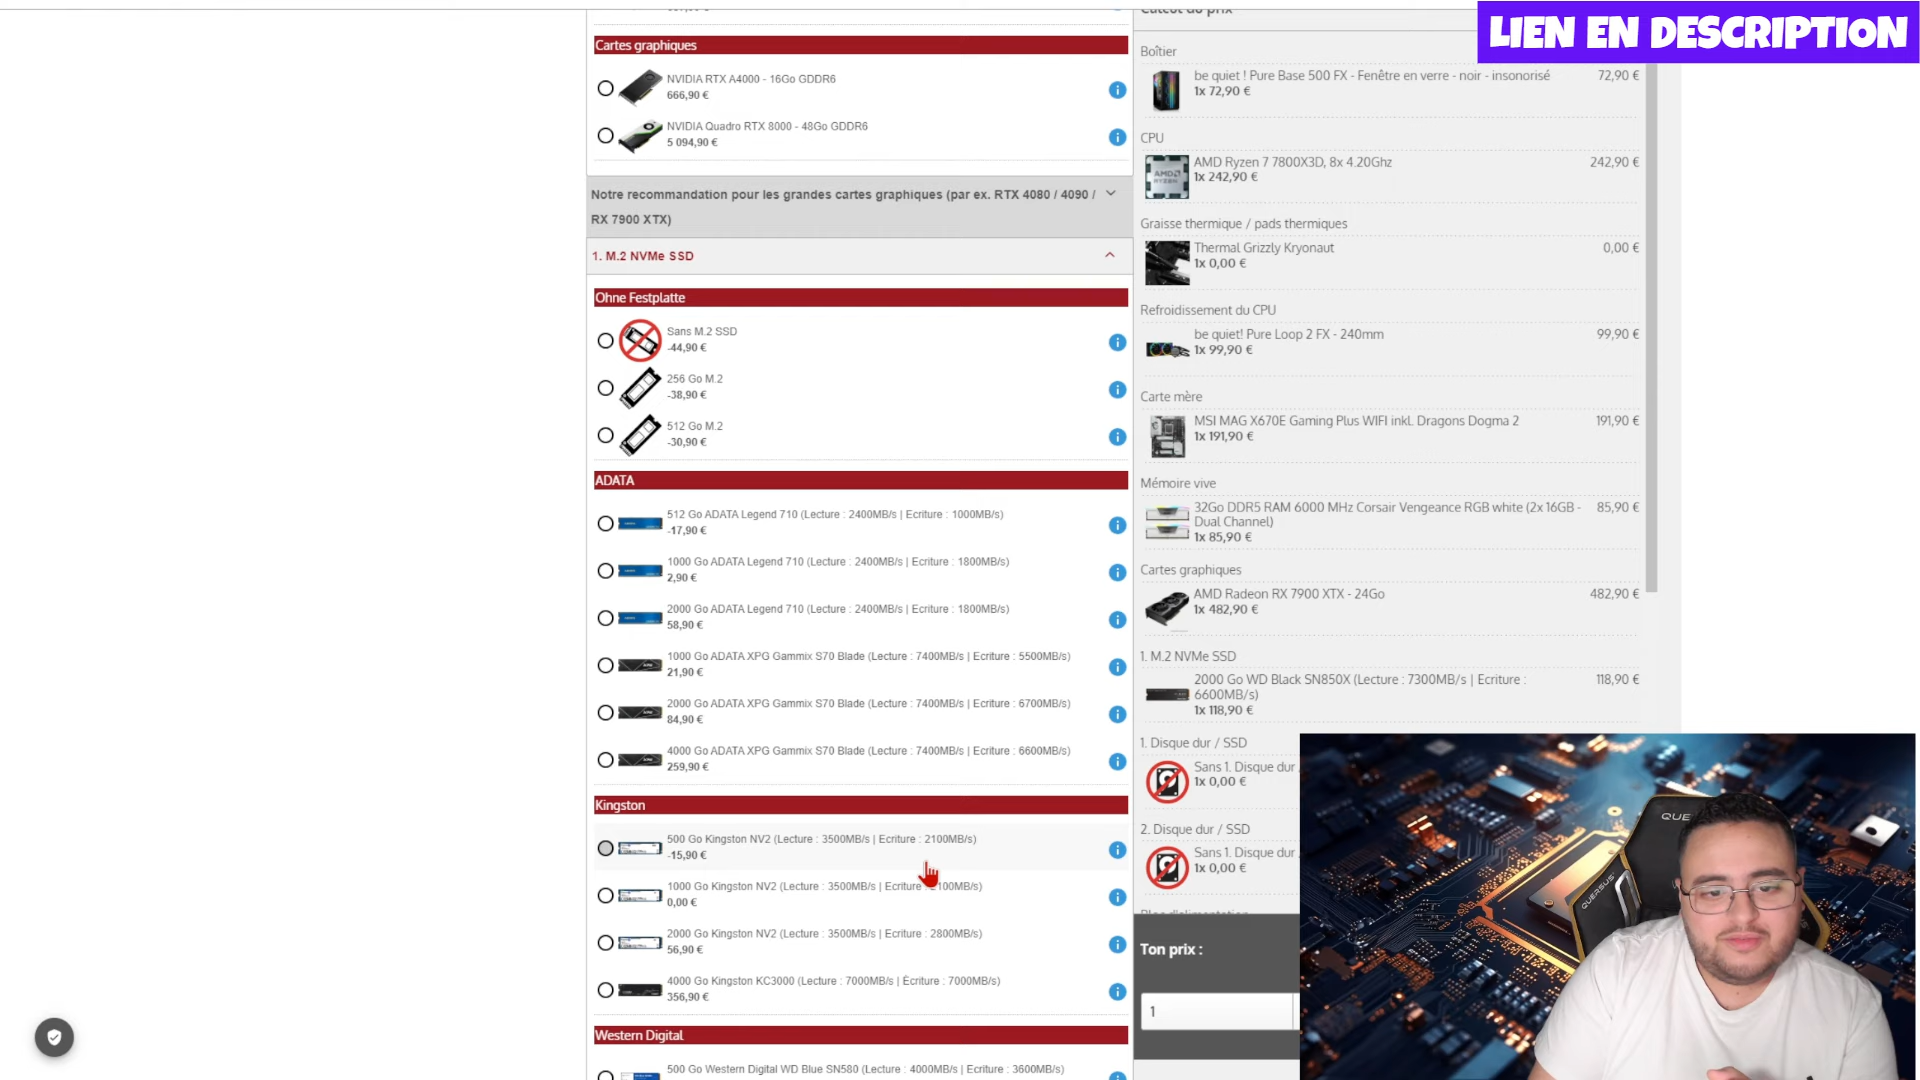 LIEN EN DESCRIPTION
Cartes graphiques
NVIDIA RTX A4000 - 16Go GDDR6
666,90 €
NVIDIA Quadro RTX 8000 - 48Go GDDR6
5 094,90 €
Notre recommandation pour les grandes cartes graphiques (par ex. RTX 4080 / 4090 /
RX 7900 XTX)
1. M.2 NVMe SSD
Ohne Festplatte
Sans M.2 SSD
-44,90 €
256 Go M.2
-38,90 €
512 Go M.2
-30,90 €
ADATA
512 Go ADATA Legend 710 (Lecture : 2400MB/s | Ecriture : 1000MB/s)
-17,90 €
1000 Go ADATA Legend 710 (Lecture : 2400MB/s | Ecriture : 1800MB/s)
2,90 €
2000 Go ADATA Legend 710 (Lecture : 2400MB/s | Ecriture : 1800MB/s)
58,90 €
1000 Go ADATA XPG Gammix S70 Blade (Lecture : 7400MB/s | Ecriture : 5500MB/s)
21,90 €
2000 Go ADATA XPG Gammix S70 Blade (Lecture : 7400MB/s | Ecriture : 6700MB/s)
84,90 €
4000 Go ADATA XPG Gammix S70 Blade (Lecture : 7400MB/s | Ecriture : 6600MB/s)
259,90 €
Kingston
500 Go Kingston NV2 (Lecture : 3500MB/s | Ecriture : 2100MB/s)
-15,90 €
1000 Go Kingston NV2 (Lecture : 3500MB/s | Ecriture 100MB/s)
0,00 €
2000 Go Kingston NV2 (Lecture : 3500MB/s | Ecriture : 2800MB/s)
56,90 €
4000 Go Kingston KC3000 (Lecture : 7000MB/s | Écriture : 7000MB/s)
356,90 €
Western Digital
500 Go Western Digital WD Blue SN580 (Lecture : 4000MB/s | Ecriture : 3600MB/s)
Calcul du prix
Boîtier
be quiet ! Pure Base 500 FX - Fenêtre en verre - noir - insonorisé 72,90 €
1x 72,90 €
CPU
AMD Ryzen 7 7800X3D, 8x 4.20Ghz 242,90 €
1x 242,90 €
Graisse thermique / pads thermiques
Thermal Grizzly Kryonaut 0,00 €
1x 0,00 €
Refroidissement du CPU
be quiet! Pure Loop 2 FX - 240mm 99,90 €
1x 99,90 €
Carte mère
MSI MAG X670E Gaming Plus WIFI inkl. Dragons Dogma 2 191,90 €
1x 191,90 €
Mémoire vive
32Go DDR5 RAM 6000 MHz Corsair Vengeance RGB white (2x 16GB - 85,90 €
Dual Channel)
1x 85,90 €
Cartes graphiques
AMD Radeon RX 7900 XTX - 24Go 482,90 €
1x 482,90 €
1. M.2 NVMe SSD
2000 Go WD Black SN850X (Lecture : 7300MB/s | Ecriture : 118,90 €
6600MB/s)
1x 118,90 €
1. Disque dur / SSD
Sans 1. Disque dur
1x 0,00 €
2. Disque dur / SSD
Sans 1. Disque dur
1x 0,00 €
Ton prix :
1
QUE
QUERSUS